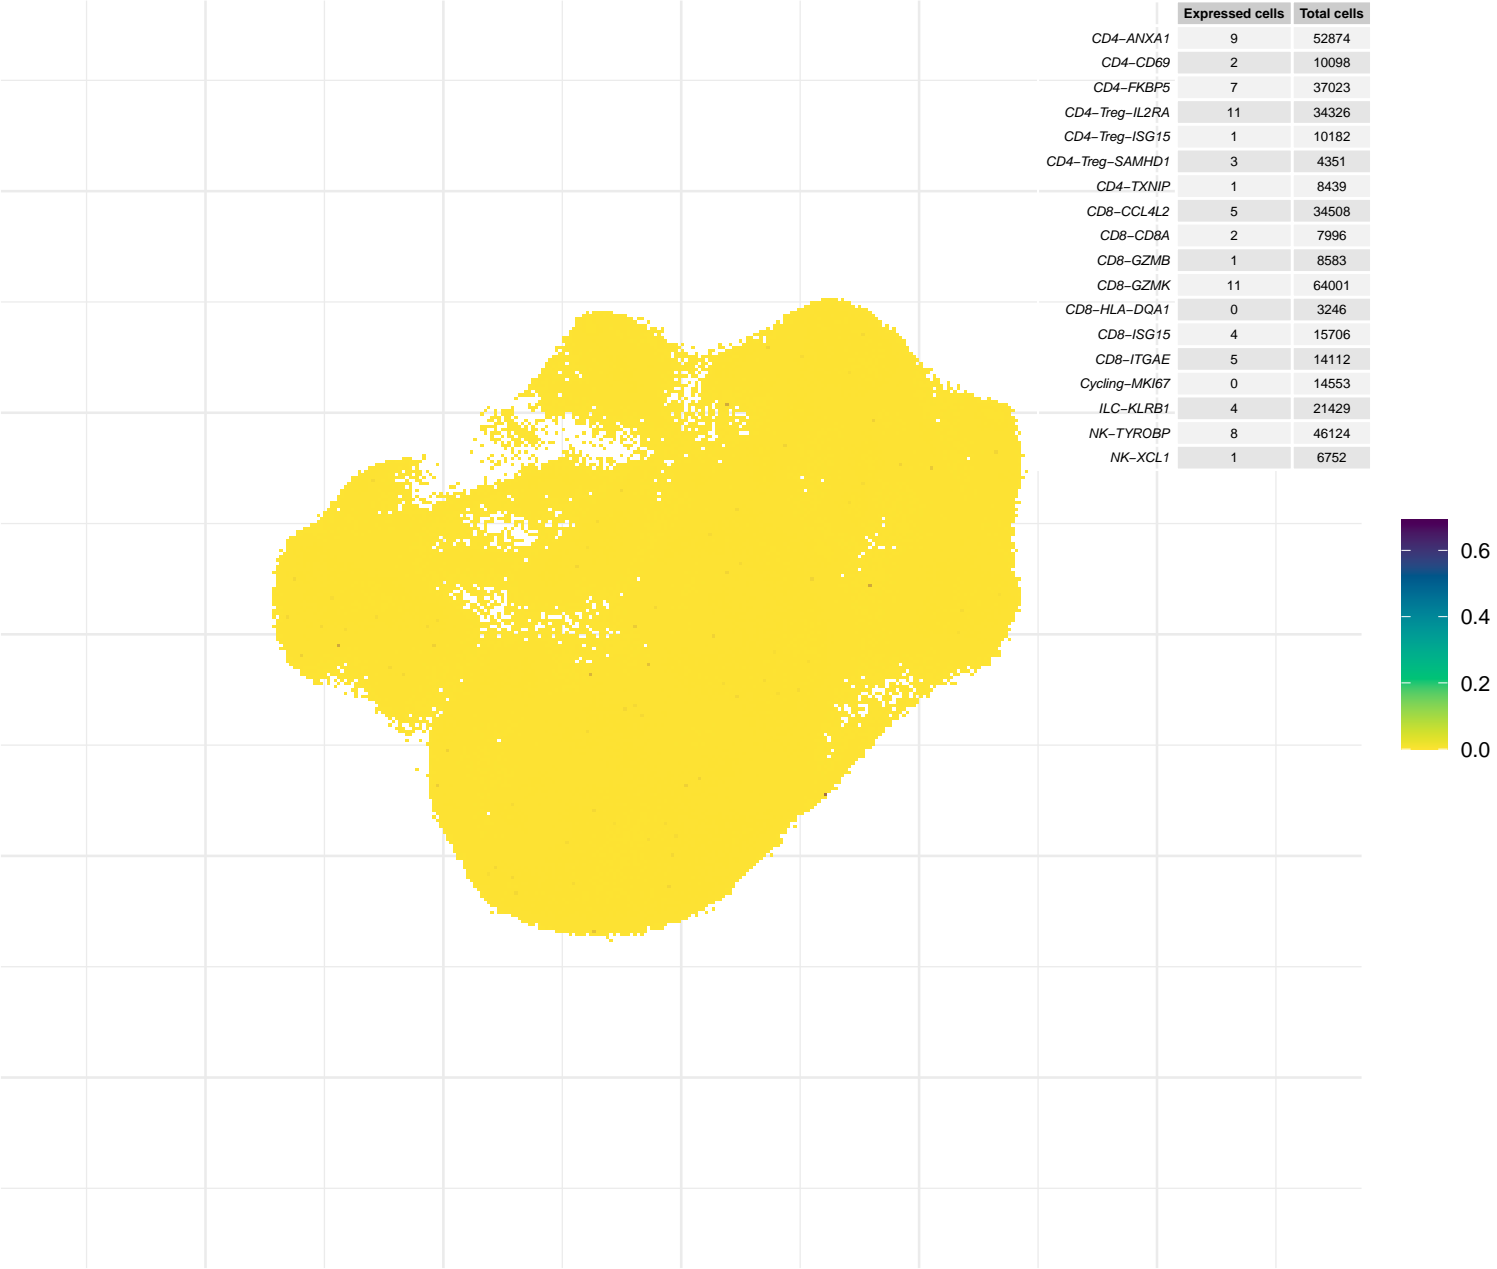 Expressed cells Total cells
CD4−ANXA1 9 52874
CD4−CD69 2 10098
CD4−FKBP5 7 37023
CD4−Treg−IL2RA 11 34326
CD4−Treg−ISG15 1 10182
CD4−Treg−SAMHD1 3 4351
CD4−TXNIP 1 8439
CD8−CCL4L2 5 34508
CD8−CD8A 2 7996
CD8−GZMB 1 8583
CD8−GZMK 11 64001
CD8−HLA−DQA1 0 3246
CD8−ISG15 4 15706
CD8−ITGAE 5 14112
Cycling−MKI67 0 14553
ILC−KLRB1 4 21429
NK−TYROBP 8 46124
NK−XCL1 1 6752
0.6
0.4
0.2
0.0